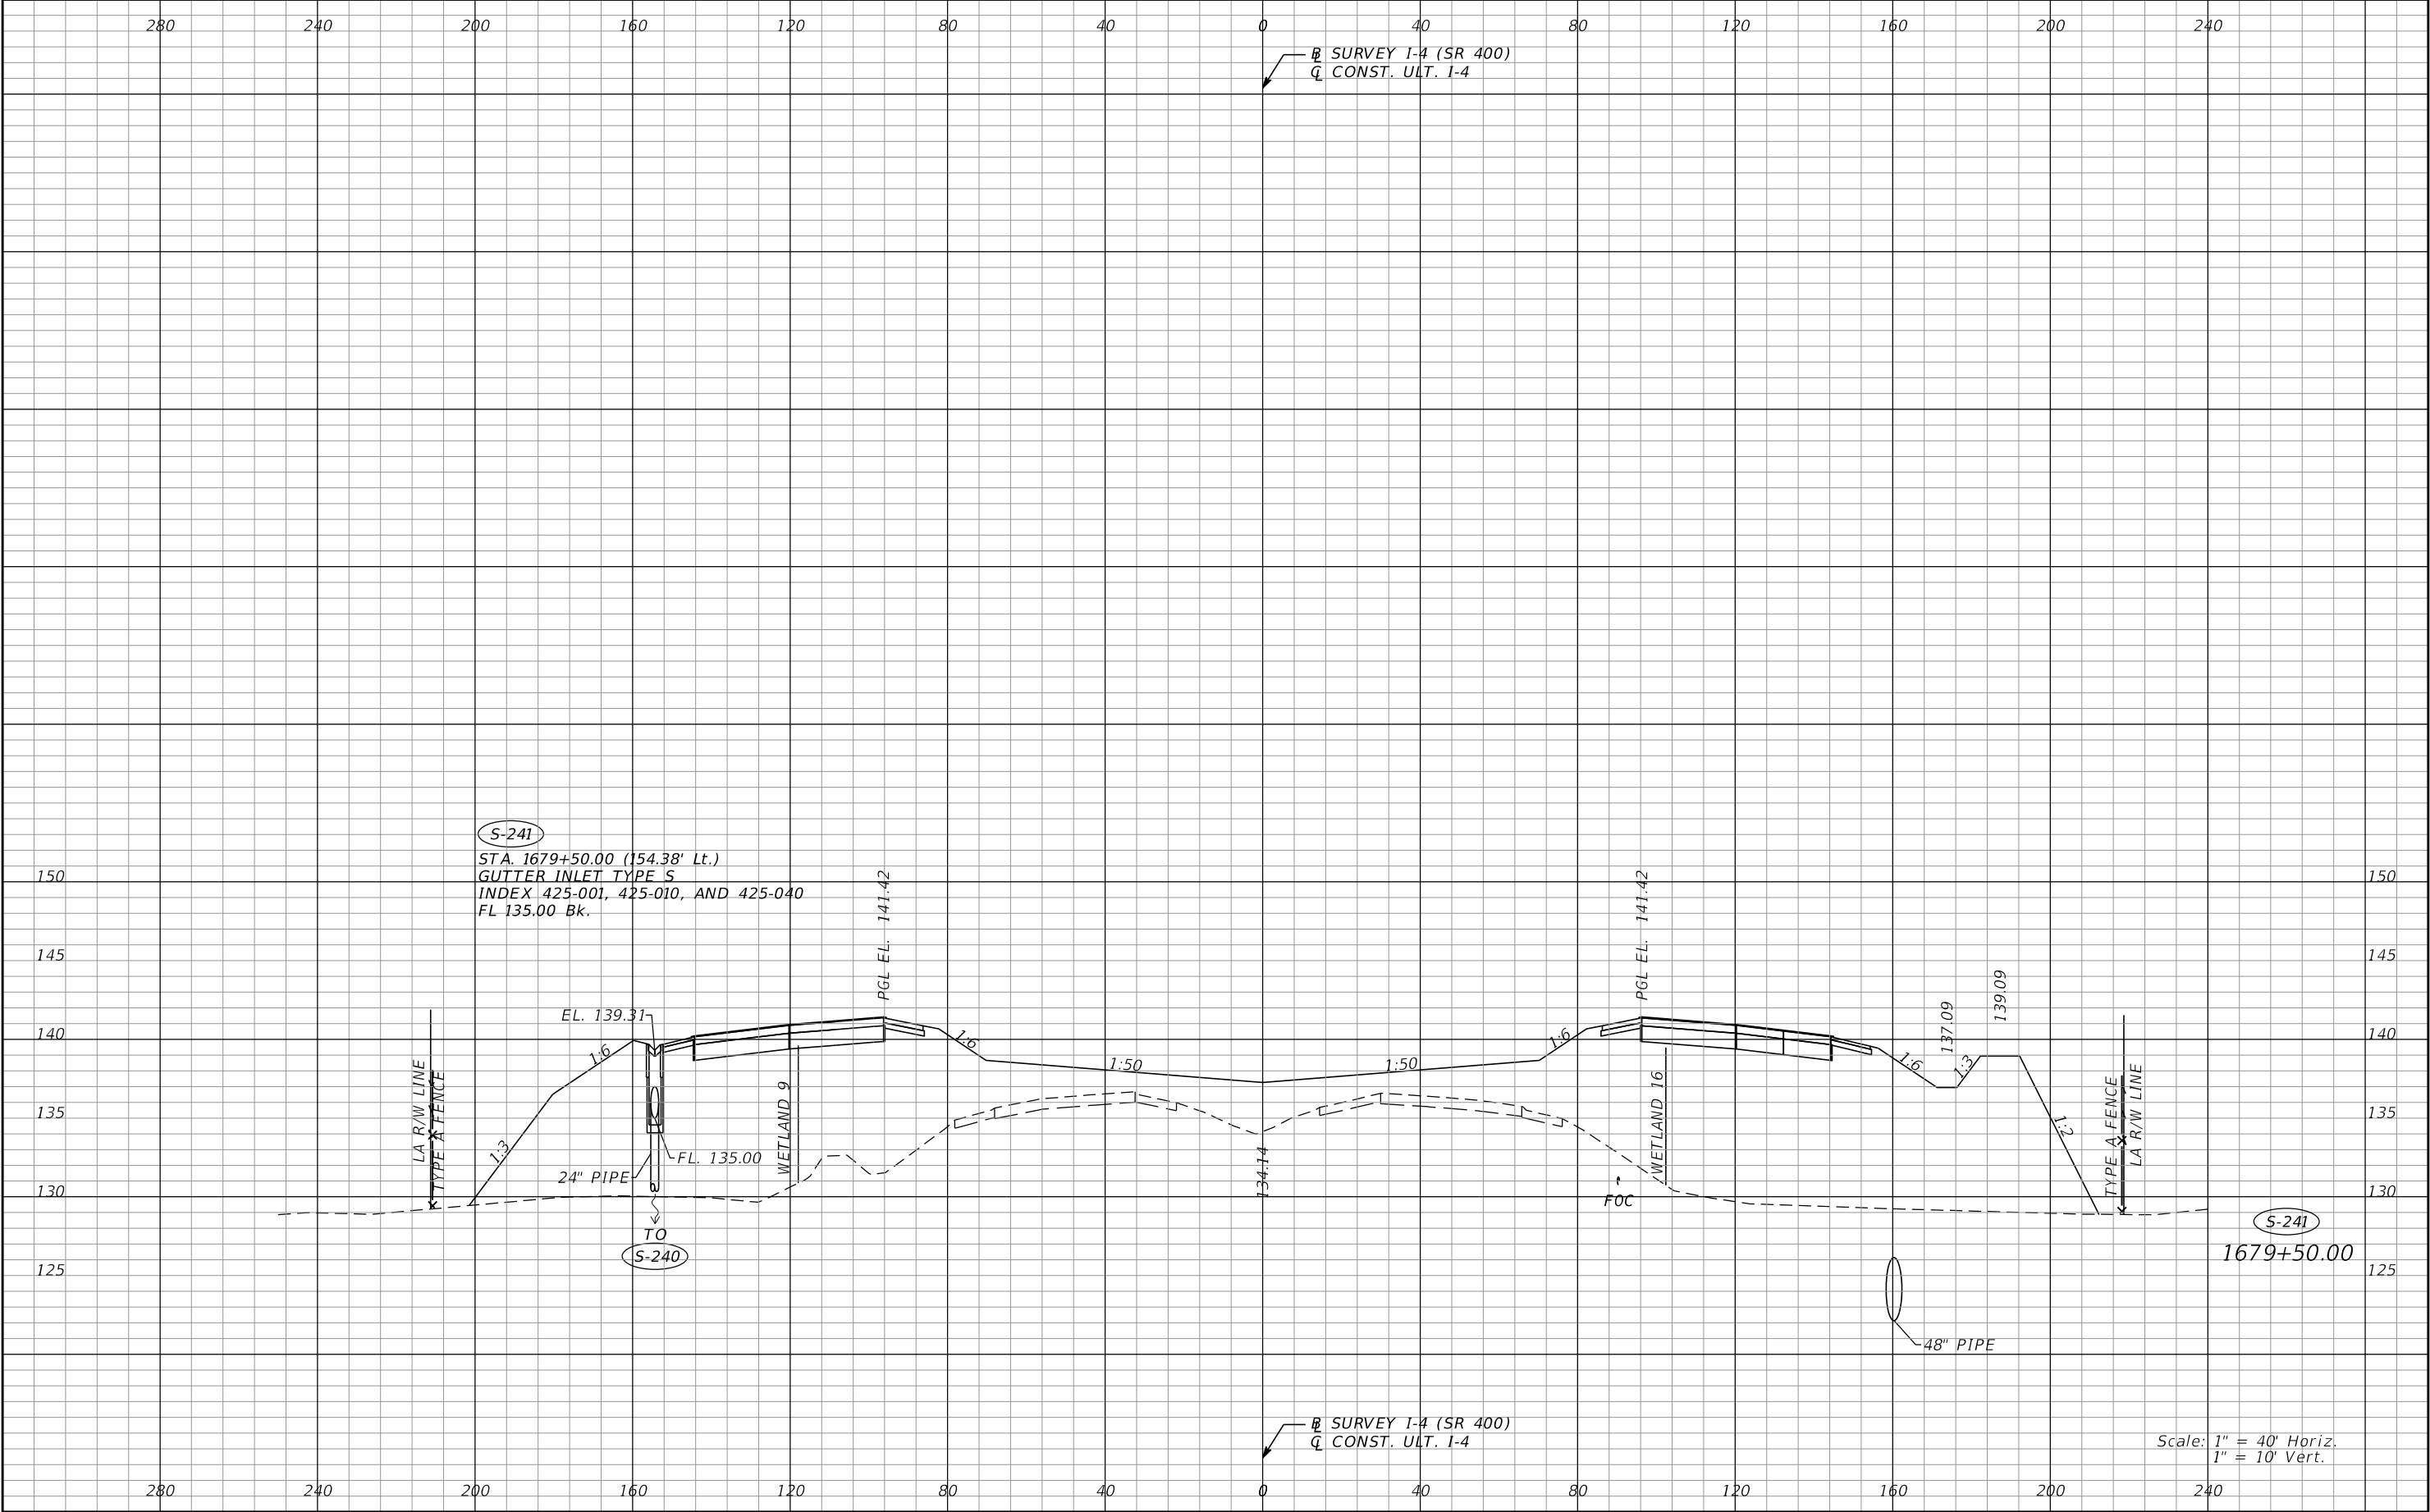 280 240 200 160 120 80 40 0 40 80 120 160 200 240
B SURVEY I-4 (SR 400)
C CONST. ULT. I-4
S-241
STA. 1679+50.00 (154.38' Lt.)
GUTTER INLET TYPE S
INDEX 425-001, 425-010, AND 425-040
FL 135.00 Bk.
150
145
140
135
130
125
PGL EL. 141.42
PGL EL. 141.42
150
145
140
135
130
125
LA R/W LINE
TYPE A FENCE
1:3
1:6
EL. 139.31
24" PIPE
FL. 135.00
TO
S-240
WETLAND 9
1:6
1:50
134.14
1:50
1:6
FOC
WETLAND 16
1:6
137.09
1:3
139.09
1:2
TYPE A FENCE
LA R/W LINE
S-241
1679+50.00
48" PIPE
B SURVEY I-4 (SR 400)
C CONST. ULT. I-4
Scale: 1" = 40' Horiz.
1" = 10' Vert.
280 240 200 160 120 80 40 0 40 80 120 160 200 240